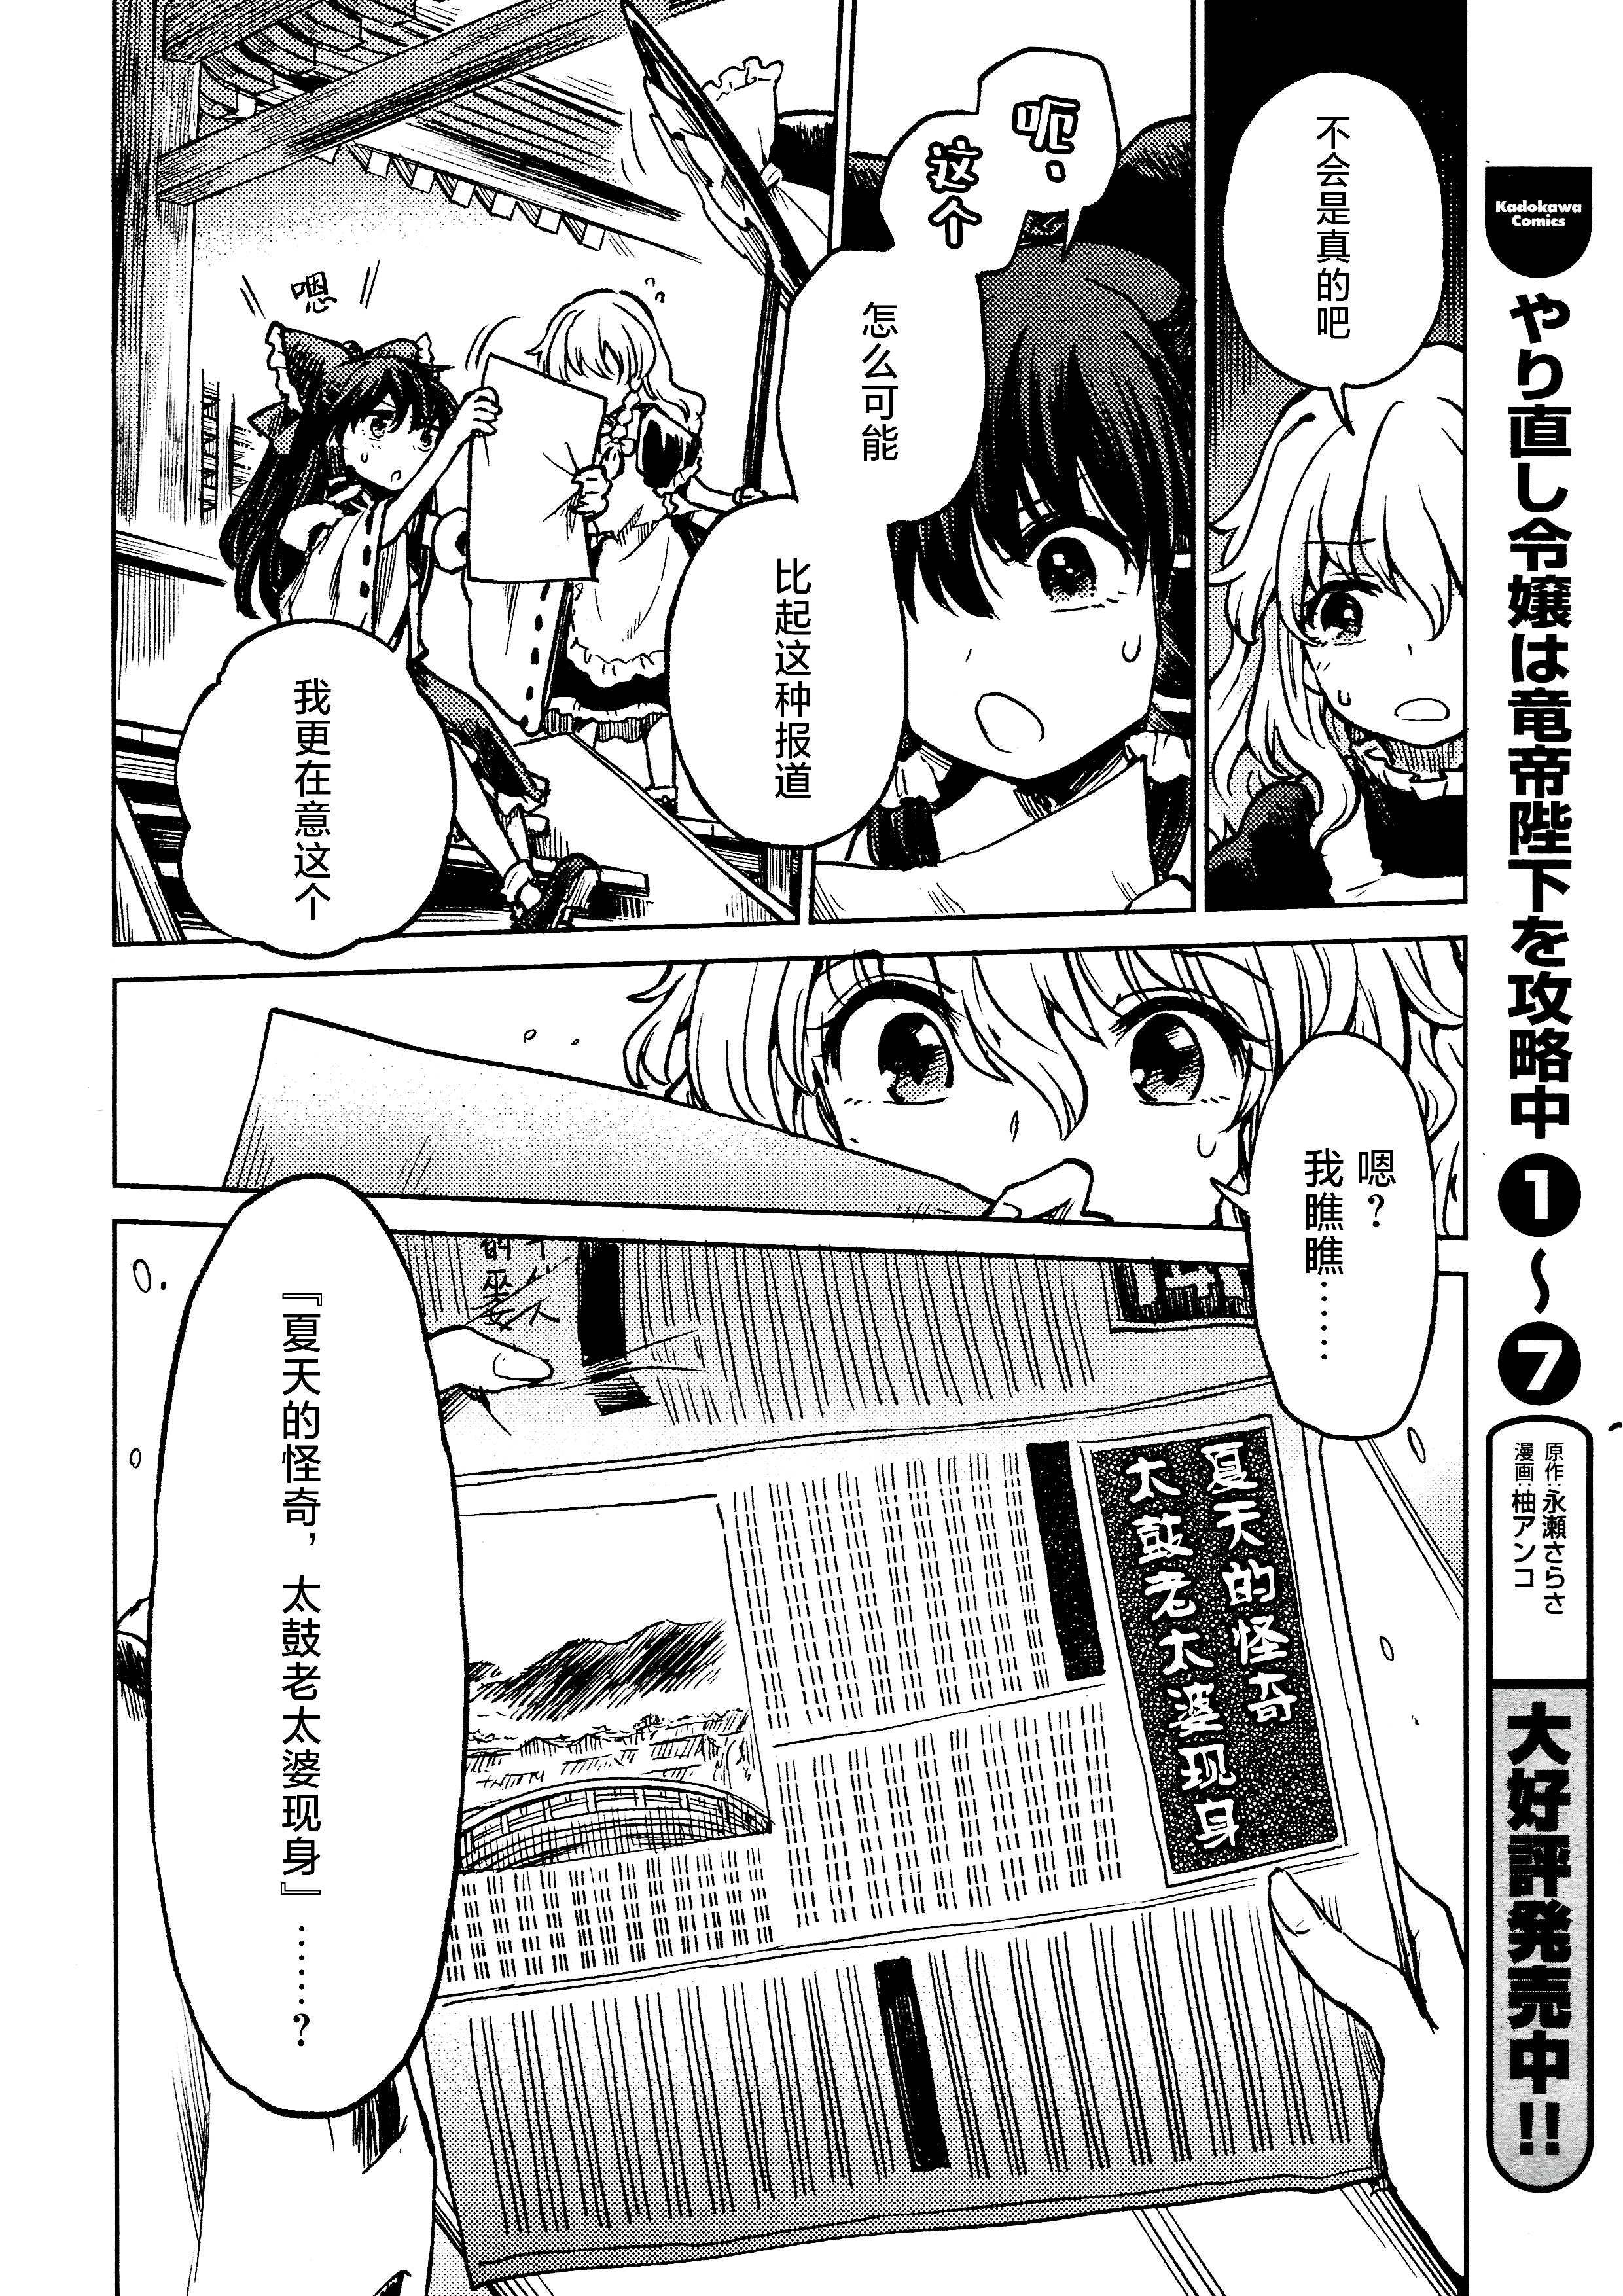 不会是真的吧
呃、
这个
怎么可能
比起这种报道
嗯
我更在意这个
嗯？
我瞧瞧……
的
巫女
人
夏天的怪奇
太鼓老太婆现身
『夏天的怪奇，太鼓老太婆现身』……？
Kadokawa
Comics
やり直し令嬢は竜帝陛下を攻略中 1〜7
原作：永瀬さらさ
漫画：柚アンコ
大好評発売中!!